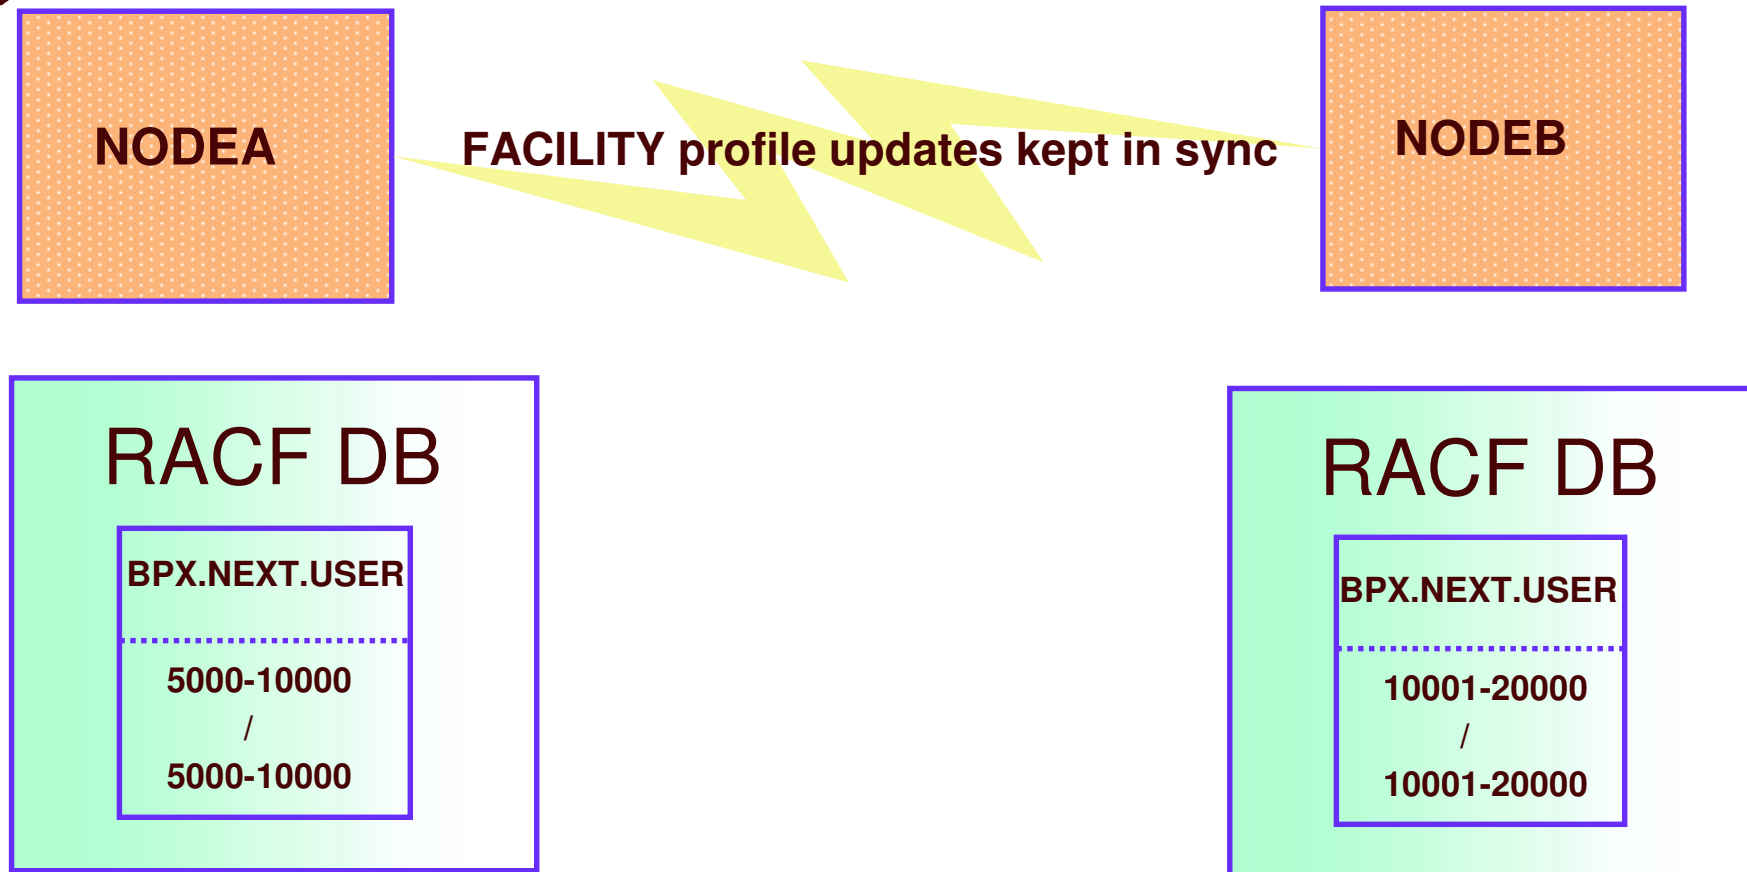 NODEA
FACILITY profile updates kept in sync
NODEB
RACF DB
BPX.NEXT.USER
5000-10000
/
5000-10000
RACF DB
BPX.NEXT.USER
10001-20000
/
10001-20000